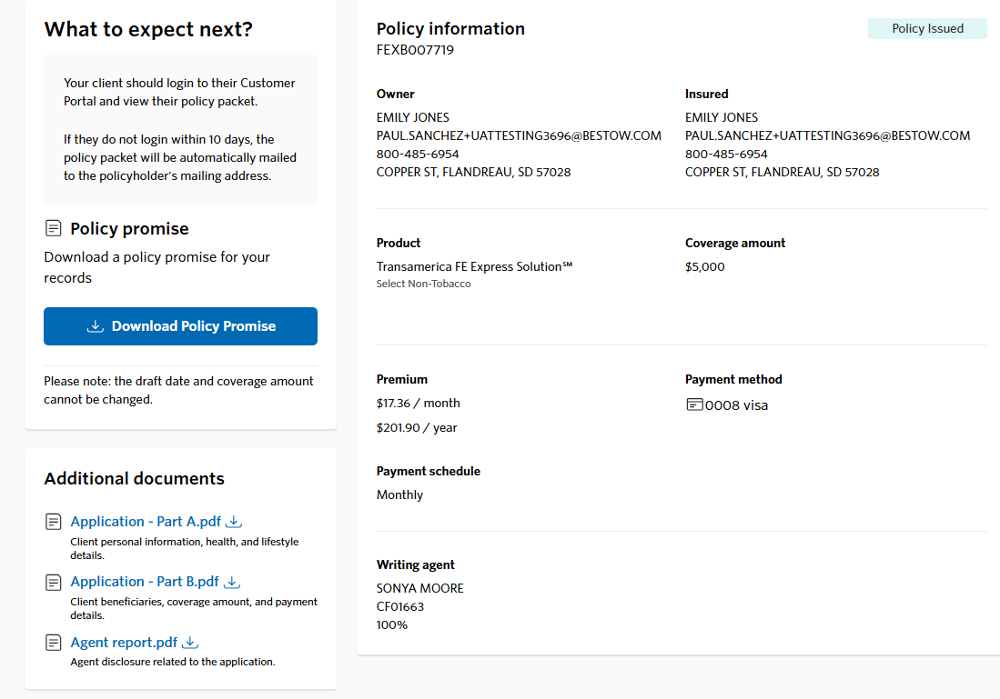 What to expect next?
Your client should login to their Customer
Portal and view their policy packet.
If they do not login within 10 days, the
policy packet will be automatically mailed
to the policyholder's mailing address.
Policy promise
Download a policy promise for your
records
Download Policy Promise
Please note: the draft date and coverage amount
cannot be changed.
Additional documents
Application - Part A.pdf
Client personal information, health, and lifestyle
details.
Application - Part B.pdf
Client beneficiaries, coverage amount, and payment
details.
Agent report.pdf
Agent disclosure related to the application.
Policy information
Policy Issued
FEXB007719
Owner
EMILY JONES
PAUL.SANCHEZ+UATTESTING3696@BESTOW.COM
800-485-6954
COPPER ST, FLANDREAU, SD 57028
Insured
EMILY JONES
PAUL.SANCHEZ+UATTESTING3696@BESTOW.COM
800-485-6954
COPPER ST, FLANDREAU, SD 57028
Product
Transamerica FE Express Solution℠
Select Non-Tobacco
Coverage amount
$5,000
Premium
$17.36 / month
$201.90 / year
Payment method
0008 visa
Payment schedule
Monthly
Writing agent
SONYA MOORE
CF01663
100%